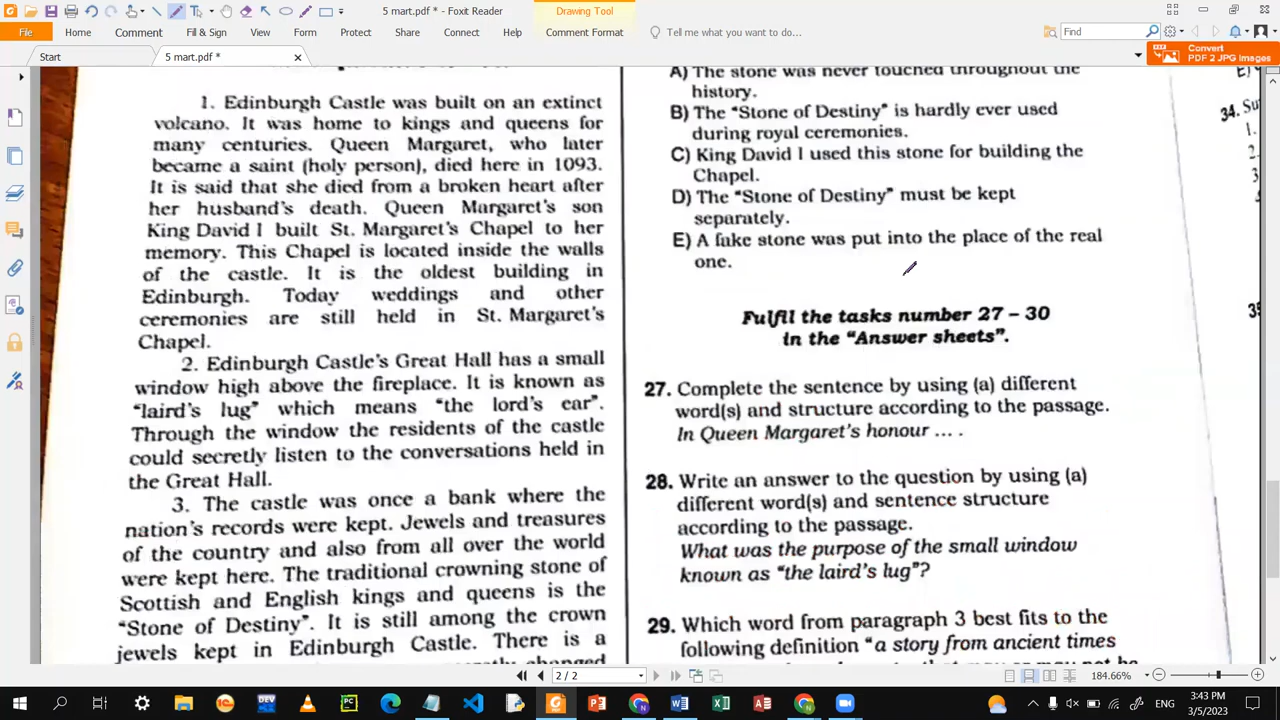 5 mart.pdf * - Foxit Reader
Drawing Tool
File
Home
Comment
Fill & Sign
View
Form
Protect
Share
Connect
Help
Comment Format
Tell me what you want to do...
Find
Start
5 mart.pdf *
Convert
PDF 2 JPG Images
1. Edinburgh Castle was built on an extinct
volcano. It was home to kings and queens for
many centuries. Queen Margaret, who later
became a saint (holy person), died here in 1093.
It is said that she died from a broken heart after
her husband's death. Queen Margaret's son
King David I built St. Margaret's Chapel to her
memory. This Chapel is located inside the walls
of the castle. It is the oldest building in
Edinburgh. Today weddings and other
ceremonies are still held in St. Margaret's
Chapel.
2. Edinburgh Castle's Great Hall has a small
window high above the fireplace. It is known as
"laird's lug" which means "the lord's ear".
Through the window the residents of the castle
could secretly listen to the conversations held in
the Great Hall.
3. The castle was once a bank where the
nation's records were kept. Jewels and treasures
of the country and also from all over the world
were kept here. The traditional crowning stone of
Scottish and English kings and queens is the
"Stone of Destiny". It is still among the crown
jewels kept in Edinburgh Castle. There is a
A) The stone was never touched throughout the
history.
B) The "Stone of Destiny" is hardly ever used
during royal ceremonies.
C) King David I used this stone for building the
Chapel.
D) The "Stone of Destiny" must be kept
separately.
E) A fake stone was put into the place of the real
one.
Fulfil the tasks number 27 – 30
in the "Answer sheets".
27. Complete the sentence by using (a) different
word(s) and structure according to the passage.
In Queen Margaret's honour ... .
28. Write an answer to the question by using (a)
different word(s) and sentence structure
according to the passage.
What was the purpose of the small window
known as "the laird's lug"?
29. Which word from paragraph 3 best fits to the
following definition "a story from ancient times
E)
34. Su
1.
2.
3
35
2 / 2
184.66%
ENG
3:43 PM
3/5/2023